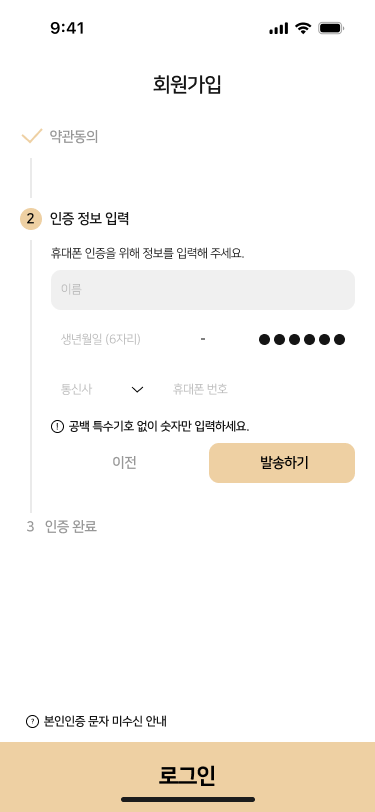 9:41
회원가입
약관동의
2 인증 정보 입력
휴대폰 인증을 위해 정보를 입력해 주세요.
이름
생년월일 (6자리) - ●●●●●●
통신사 휴대폰 번호
! 공백 특수기호 없이 숫자만 입력하세요.
이전 발송하기
3 인증 완료
? 본인인증 문자 미수신 안내
로그인